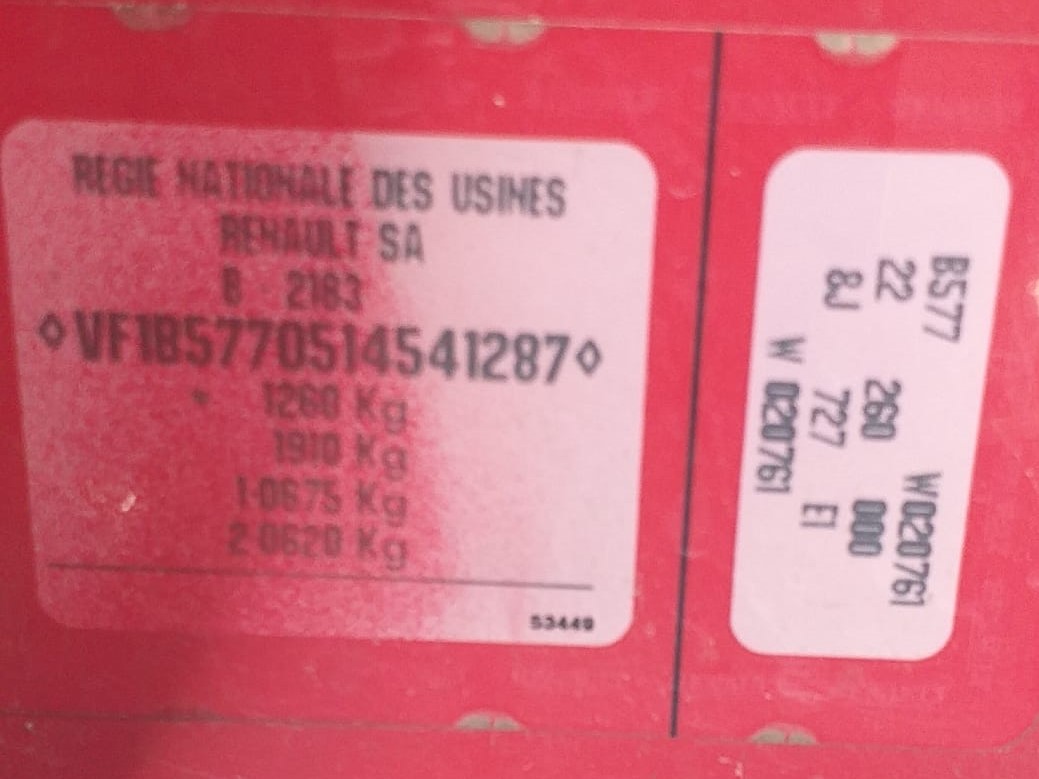 REGIE NATIONALE DES USINES
RENAULT SA
B 2183
◊VF1B5770514541287◊
1260 Kg
1910 Kg
1-0675 Kg
2-0620 Kg
53449
B577 W020761
22 260 000
8J 727 E1
W 020761